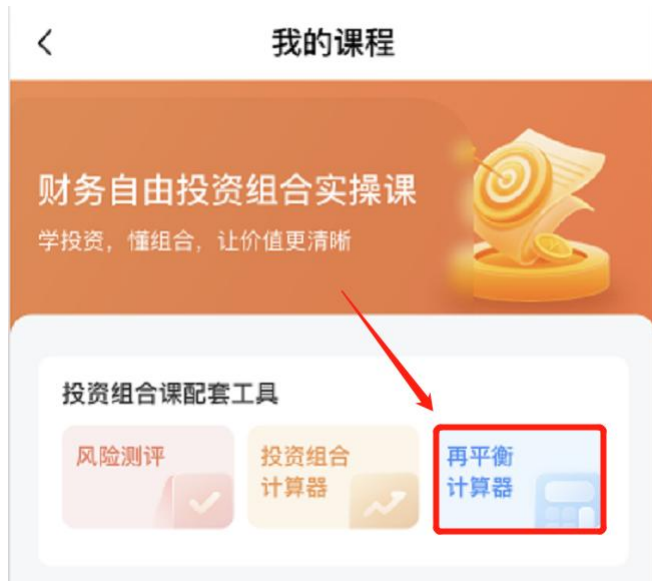 我的课程
财务自由投资组合实操课
学投资，懂组合，让价值更清晰
投资组合课配套工具
风险测评
投资组合
计算器
再平衡
计算器